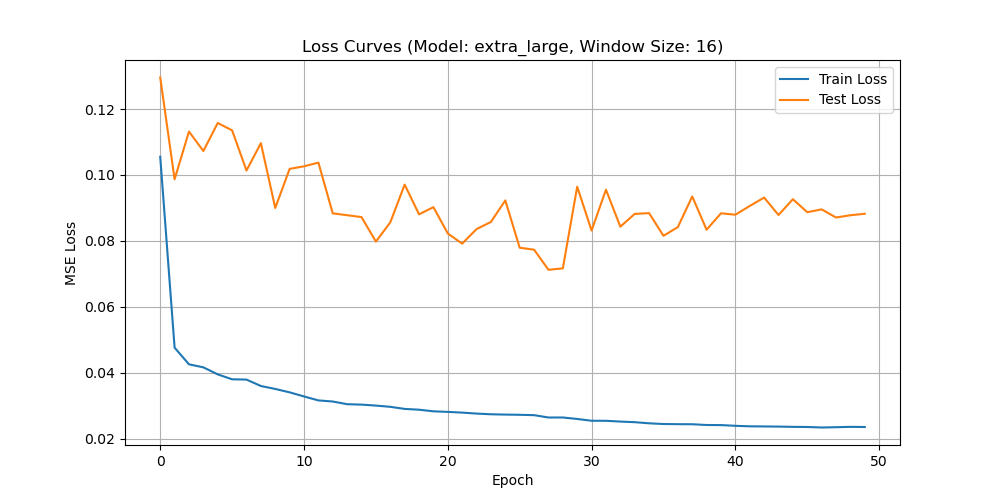 Loss Curves (Model: extra_large, Window Size: 16)
Train Loss
Test Loss
MSE Loss
0.12
0.10
0.08
0.06
0.04
0.02
0 10 20 30 40 50
Epoch